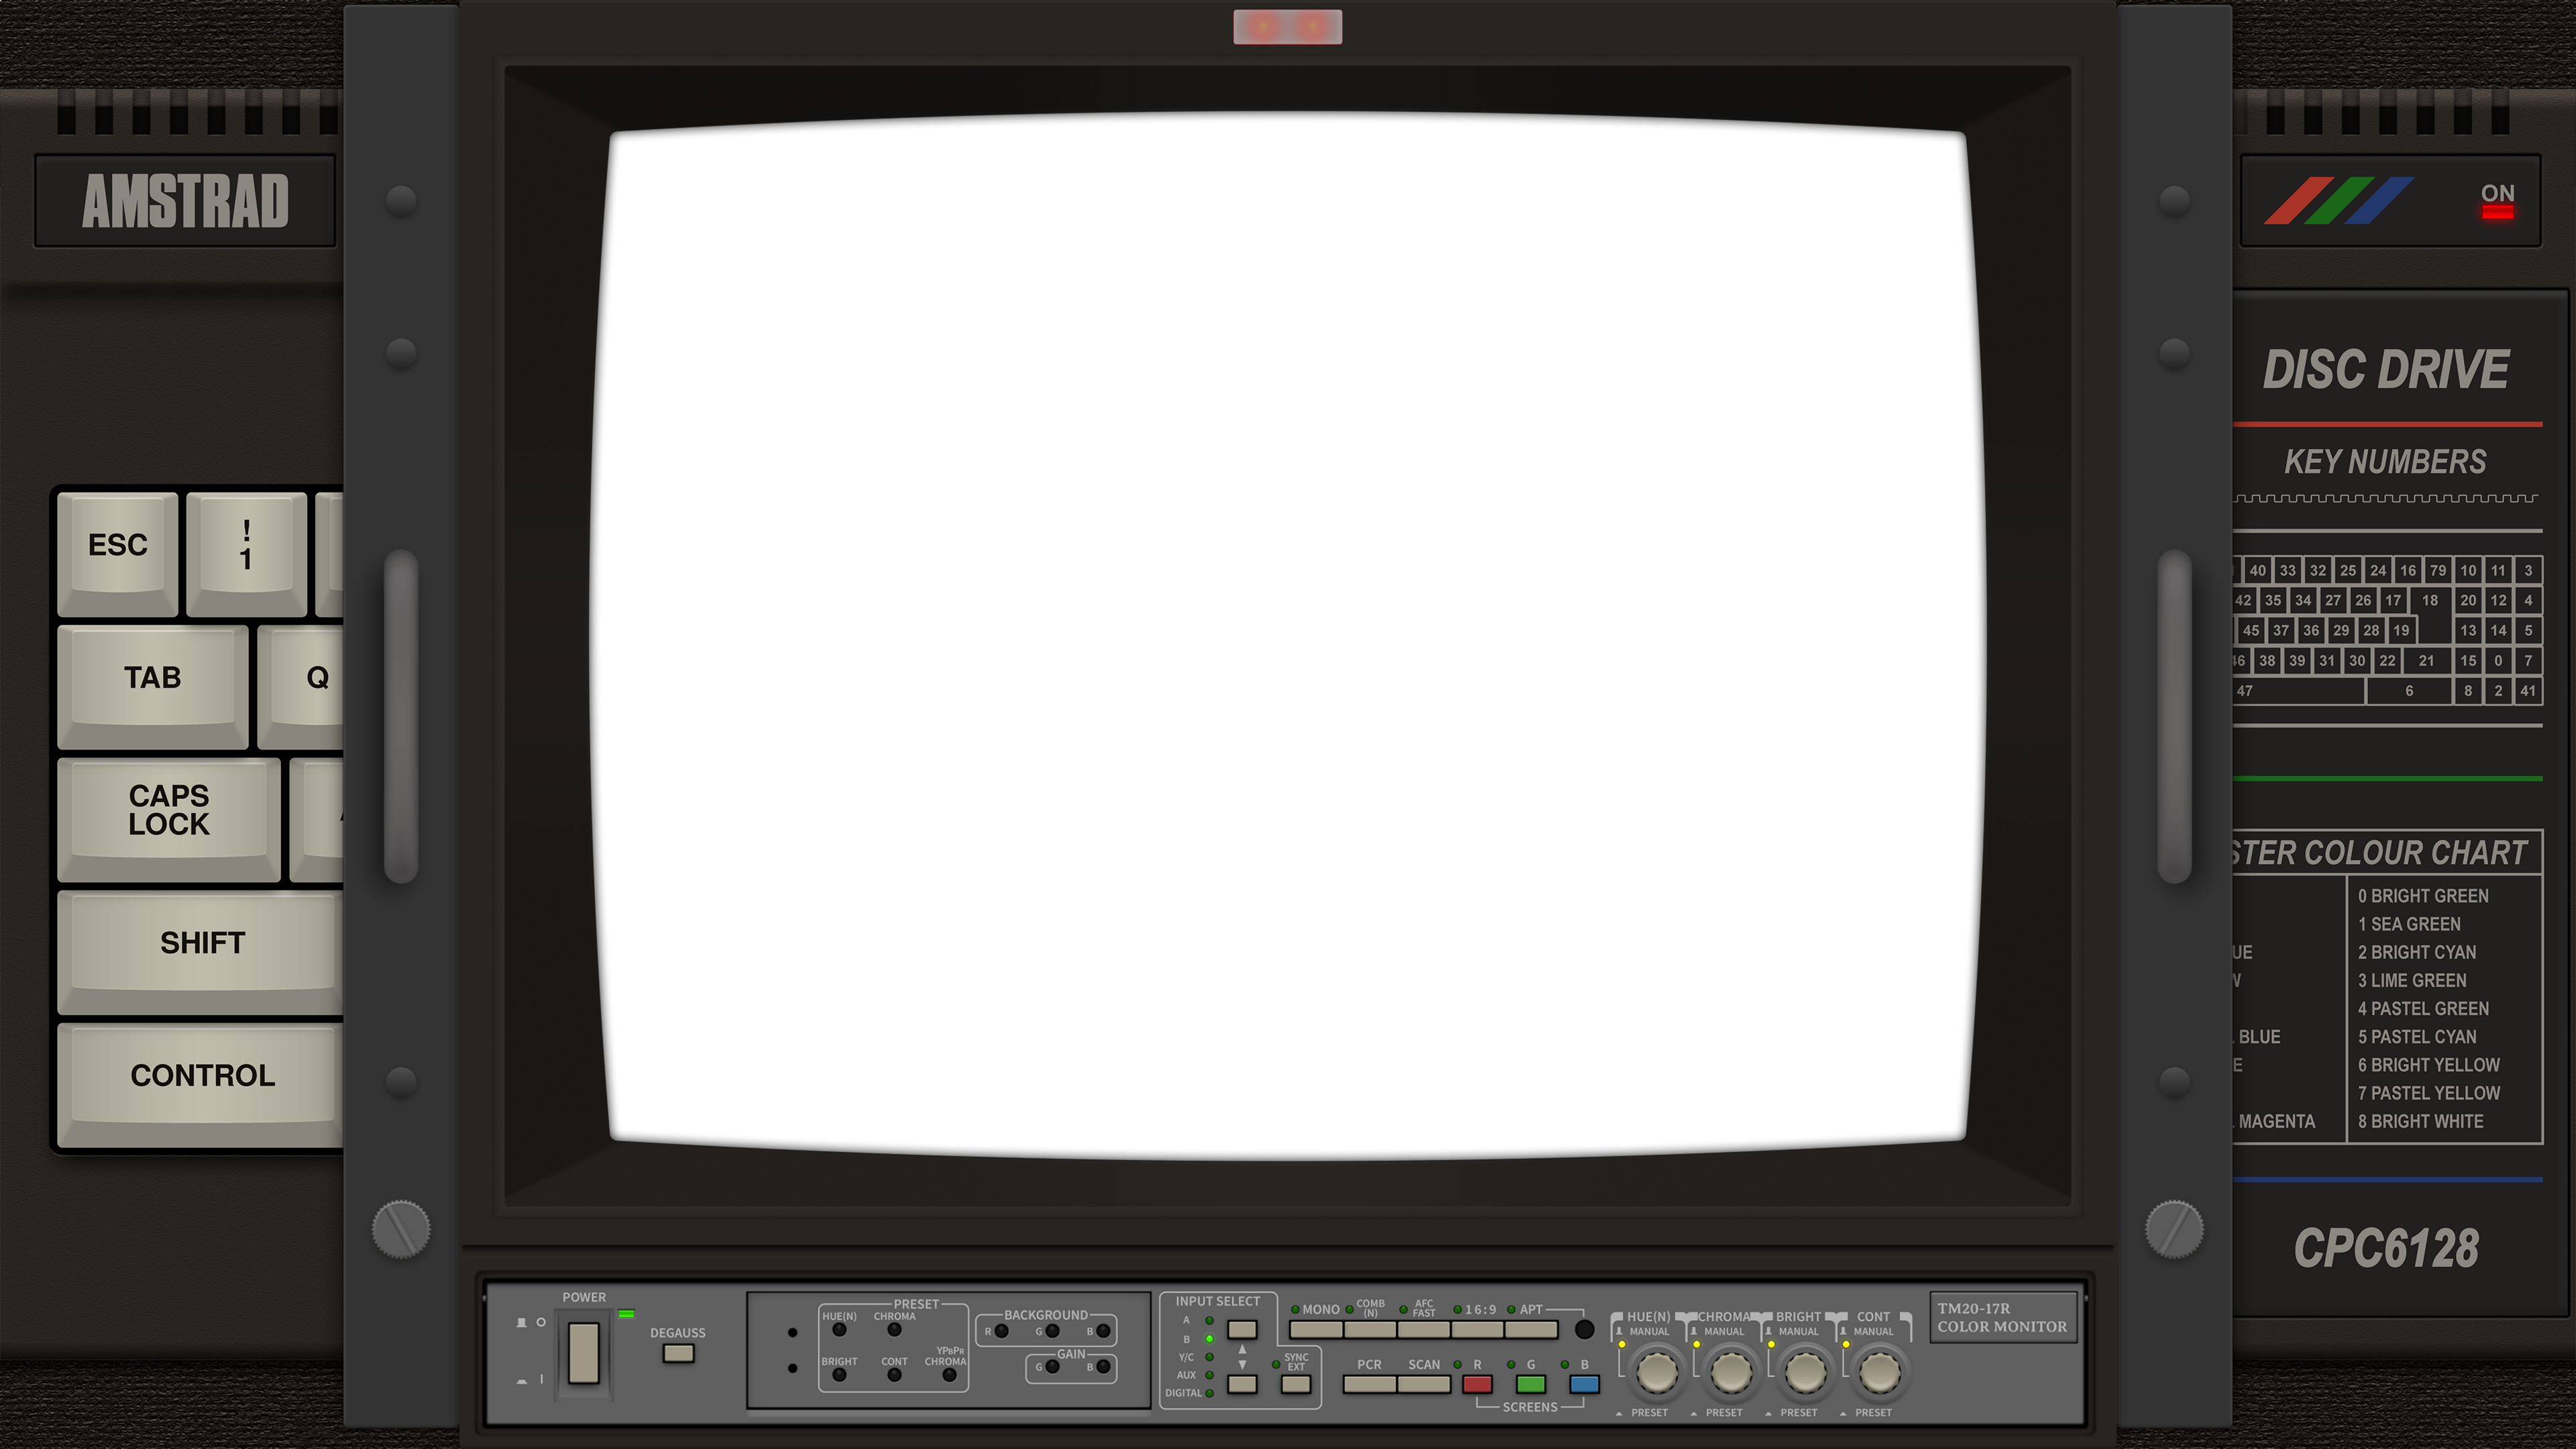 AMSTRAD
ON
DISC DRIVE
KEY NUMBERS
40 33 32 25 24 16 79 10 11 3
42 35 34 27 26 17 18 20 12 4
45 37 36 29 28 19 13 14 5
46 38 39 31 30 22 21 15 0 7
47 6 8 2 41
STER COLOUR CHART
0 BRIGHT GREEN
1 SEA GREEN
UE 2 BRIGHT CYAN
3 LIME GREEN
4 PASTEL GREEN
BLUE 5 PASTEL CYAN
E 6 BRIGHT YELLOW
7 PASTEL YELLOW
MAGENTA 8 BRIGHT WHITE
CPC6128
ESC
!
1
TAB
Q
CAPS
LOCK
SHIFT
CONTROL
POWER
DEGAUSS
PRESET
HUE(N) CHROMA
BRIGHT CONT YPBPR
CHROMA
BACKGROUND
R G B
GAIN
G B
INPUT SELECT
A
B
Y/C
AUX
DIGITAL
SYNC
EXT
MONO
COMB
(N)
AFC
FAST
16:9
APT
PCR SCAN R G B
SCREENS
HUE(N) CHROMA BRIGHT CONT
MANUAL MANUAL MANUAL MANUAL
PRESET PRESET PRESET PRESET
TM20-17R
COLOR MONITOR